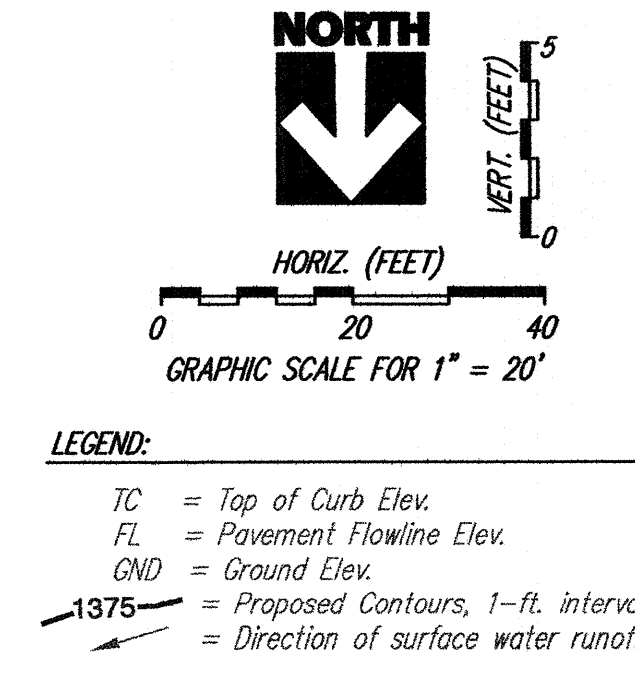 NORTH
5
VERT. (FEET)
0
HORIZ. (FEET)
0 20 40
GRAPHIC SCALE FOR 1" = 20'
LEGEND:
TC = Top of Curb Elev.
FL = Pavement Flowline Elev.
GND = Ground Elev.
1375 = Proposed Contours, 1-ft.
= Direction of surface water